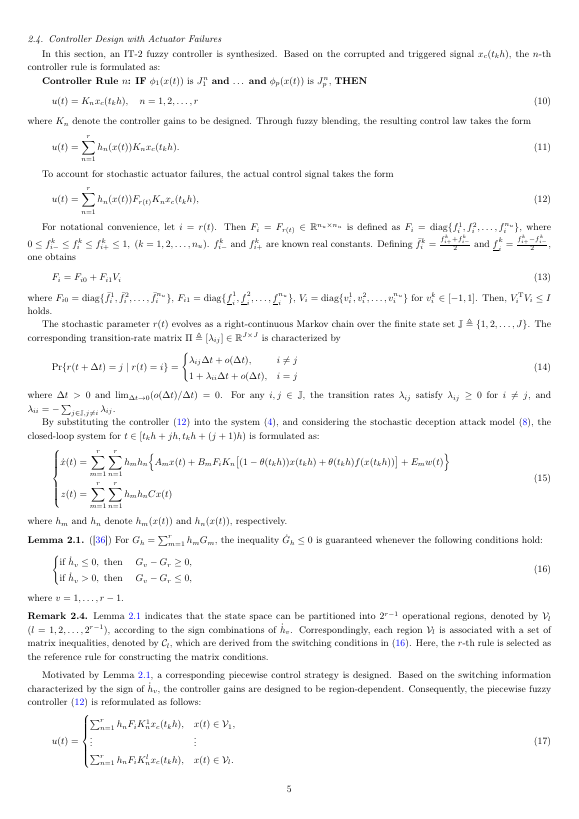 2.4. Controller Design with Actuator Failures
In this section, an IT-2 fuzzy controller is synthesized. Based on the corrupted and triggered signal x_c(t_kh), the n-th
controller rule is formulated as:
Controller Rule n: IF ϕ_1(x(t)) is J_1^n and … and ϕ_p(x(t)) is J_p^n, THEN
u(t) = K_n x_c(t_kh), n = 1, 2, …, r (10)
where K_n denote the controller gains to be designed. Through fuzzy blending, the resulting control law takes the form
u(t) = ∑_{n=1}^{r} h_n(x(t))K_n x_c(t_kh). (11)
To account for stochastic actuator failures, the actual control signal takes the form
u(t) = ∑_{n=1}^{r} h_n(x(t))F_{r(t)}K_n x_c(t_kh), (12)
For notational convenience, let i = r(t). Then F_i = F_{r(t)} ∈ ℝ^{n_u×n_u} is defined as F_i = diag{f_i^1, f_i^2, …, f_i^{n_u}}, where
0 ≤ f_{i−}^k ≤ f_i^k ≤ f_{i+}^k ≤ 1, (k = 1, 2, …, n_u). f_{i−}^k and f_{i+}^k are known real constants. Defining \bar{f}_i^k = \frac{f_{i+}^k+f_{i−}^k}{2} and \underline{f}_i^k = \frac{f_{i+}^k−f_{i−}^k}{2},
one obtains
F_i = F_{i0} + F_{i1}V_i (13)
where F_{i0} = diag{\bar{f}_i^1, \bar{f}_i^2, …, \bar{f}_i^{n_u}}, F_{i1} = diag{\underline{f}_i^1, \underline{f}_i^2, …, \underline{f}_i^{n_u}}, V_i = diag{v_i^1, v_i^2, …, v_i^{n_u}} for v_i^k ∈ [−1, 1]. Then, V_i^T V_i ≤ I
holds.
The stochastic parameter r(t) evolves as a right-continuous Markov chain over the finite state set 𝕁 ≜ {1, 2, …, J}. The
corresponding transition-rate matrix Π ≜ [λ_{ij}] ∈ ℝ^{J×J} is characterized by
Pr{r(t + Δt) = j | r(t) = i} = { λ_{ij}Δt + o(Δt), i ≠ j
1 + λ_{ii}Δt + o(Δt), i = j (14)
where Δt > 0 and lim_{Δt→0}(o(Δt)/Δt) = 0. For any i, j ∈ 𝕁, the transition rates λ_{ij} satisfy λ_{ij} ≥ 0 for i ≠ j, and
λ_{ii} = −∑_{j∈𝕁,j≠i} λ_{ij}.
By substituting the controller (12) into the system (4), and considering the stochastic deception attack model (8), the
closed-loop system for t ∈ [t_kh + jh, t_kh + (j + 1)h) is formulated as:
{ ẋ(t) = ∑_{m=1}^{r} ∑_{n=1}^{r} h_m h_n {A_m x(t) + B_m F_i K_n [(1 − θ(t_kh))x(t_kh) + θ(t_kh)f(x(t_kh))] + E_m w(t)}
z(t) = ∑_{m=1}^{r} ∑_{n=1}^{r} h_m h_n C x(t) (15)
where h_m and h_n denote h_m(x(t)) and h_n(x(t)), respectively.
Lemma 2.1. ([36]) For G_h = ∑_{m=1}^{r} h_m G_m, the inequality Ġ_h ≤ 0 is guaranteed whenever the following conditions hold:
{ if ḣ_v ≤ 0, then G_v − G_r ≥ 0,
if ḣ_v > 0, then G_v − G_r ≤ 0, (16)
where v = 1, …, r − 1.
Remark 2.4. Lemma 2.1 indicates that the state space can be partitioned into 2^{r−1} operational regions, denoted by 𝒱_l
(l = 1, 2, …, 2^{r−1}), according to the sign combinations of ḣ_v. Correspondingly, each region 𝒱_l is associated with a set of
matrix inequalities, denoted by 𝒞_l, which are derived from the switching conditions in (16). Here, the r-th rule is selected as
the reference rule for constructing the matrix conditions.
Motivated by Lemma 2.1, a corresponding piecewise control strategy is designed. Based on the switching information
characterized by the sign of ḣ_v, the controller gains are designed to be region-dependent. Consequently, the piecewise fuzzy
controller (12) is reformulated as follows:
u(t) = { ∑_{n=1}^{r} h_n F_i K_n^1 x_c(t_kh), x(t) ∈ 𝒱_1,
⋮ ⋮
∑_{n=1}^{r} h_n F_i K_n^l x_c(t_kh), x(t) ∈ 𝒱_l. (17)
5